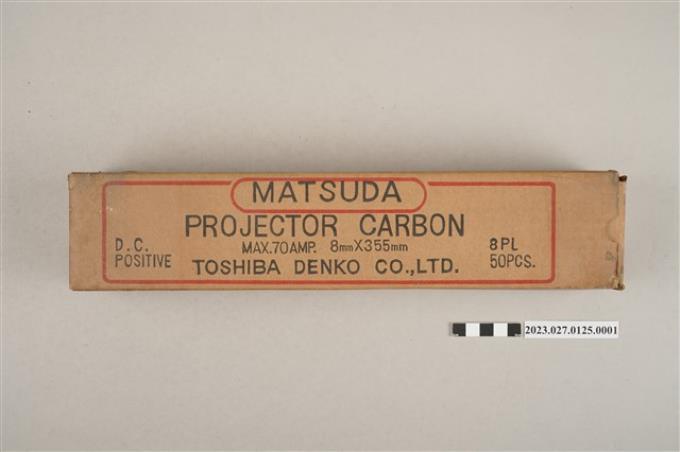 MATSUDA
PROJECTOR CARBON
D.C. MAX.70AMP. 8mmX355mm 8PL
POSITIVE TOSHIBA DENKO CO.,LTD. 50PCS.
2023.027.0125.0001